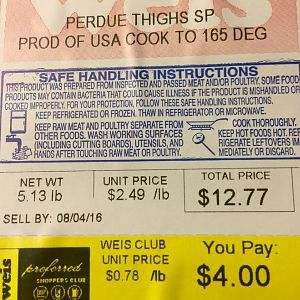 WEIS
PERDUE THIGHS SP
PROD OF USA COOK TO 165 DEG
SAFE HANDLING INSTRUCTIONS
THIS PRODUCT WAS PREPARED FROM INSPECTED AND PASSED MEAT AND/OR POULTRY. SOME FOOD
PRODUCTS MAY CONTAIN BACTERIA THAT COULD CAUSE ILLNESS IF THE PRODUCT IS MISHANDLED OR
COOKED IMPROPERLY. FOR YOUR PROTECTION, FOLLOW THESE SAFE HANDLING INSTRUCTIONS.
KEEP REFRIGERATED OR FROZEN. THAW IN REFRIGERATOR OR MICROWAVE.
KEEP RAW MEAT AND POULTRY SEPARATE FROM
OTHER FOODS. WASH WORKING SURFACES
(INCLUDING CUTTING BOARDS), UTENSILS, AND
HANDS AFTER TOUCHING RAW MEAT OR POULTRY.
COOK THOROUGHLY.
KEEP HOT FOODS HOT. REF
RIGERATE LEFTOVERS IM
MEDIATELY OR DISCARD.
NET WT
5.13 lb
UNIT PRICE
$2.49 /lb
TOTAL PRICE
$12.77
SELL BY: 08/04/16
weis
preferred
SHOPPERS CLUB
WEIS CLUB
UNIT PRICE
$0.78 /lb
You Pay:
$4.00